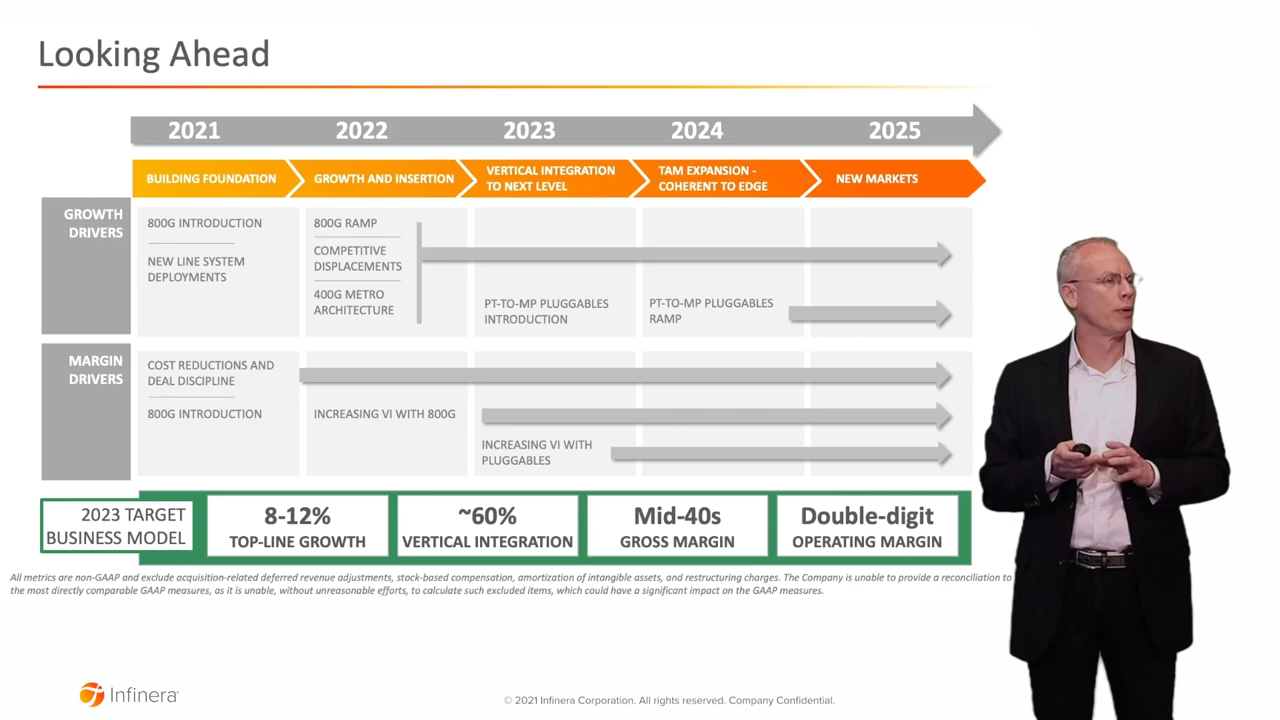 Looking Ahead
2021 2022 2023 2024 2025
BUILDING FOUNDATION
GROWTH AND INSERTION
VERTICAL INTEGRATION
TO NEXT LEVEL
TAM EXPANSION -
COHERENT TO EDGE
NEW MARKETS
GROWTH
DRIVERS
800G INTRODUCTION
NEW LINE SYSTEM
DEPLOYMENTS
800G RAMP
COMPETITIVE
DISPLACEMENTS
400G METRO
ARCHITECTURE
PT-TO-MP PLUGGABLES
INTRODUCTION
PT-TO-MP PLUGGABLES
RAMP
MARGIN
DRIVERS
COST REDUCTIONS AND
DEAL DISCIPLINE
800G INTRODUCTION
INCREASING VI WITH 800G
INCREASING VI WITH
PLUGGABLES
2023 TARGET
BUSINESS MODEL
8-12%
TOP-LINE GROWTH
~60%
VERTICAL INTEGRATION
Mid-40s
GROSS MARGIN
Double-digit
OPERATING MARGIN
All metrics are non-GAAP and exclude acquisition-related deferred revenue adjustments, stock-based compensation, amortization of intangible assets, and restructuring charges. The Company is unable to provide a reconciliation to
the most directly comparable GAAP measures, as it is unable, without unreasonable efforts, to calculate such excluded items, which could have a significant impact on the GAAP measures.
Infinera
© 2021 Infinera Corporation. All rights reserved. Company Confidential.